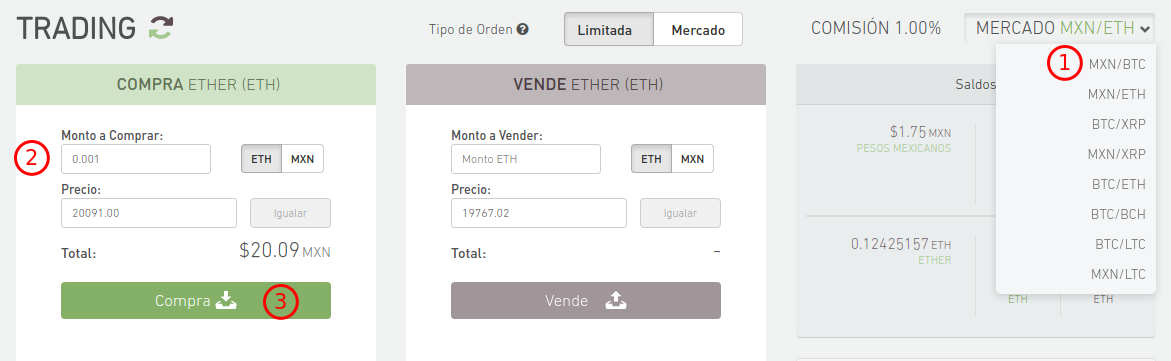 TRADING
Tipo de Orden ?
Limitada
Mercado
COMISIÓN 1.00%
MERCADO MXN/ETH
1
MXN/BTC
MXN/ETH
BTC/XRP
MXN/XRP
BTC/ETH
BTC/BCH
BTC/LTC
MXN/LTC
COMPRA ETHER (ETH)
2
Monto a Comprar:
0.001
ETH
MXN
Precio:
20091.00
Igualar
Total:
$20.09 MXN
Compra
3
VENDE ETHER (ETH)
Monto a Vender:
Monto ETH
ETH
MXN
Precio:
19767.02
Igualar
Total:
–
Vende
Saldos
$1.75 MXN
PESOS MEXICANOS
0.12425157 ETH
ETHER
ETH
ETH